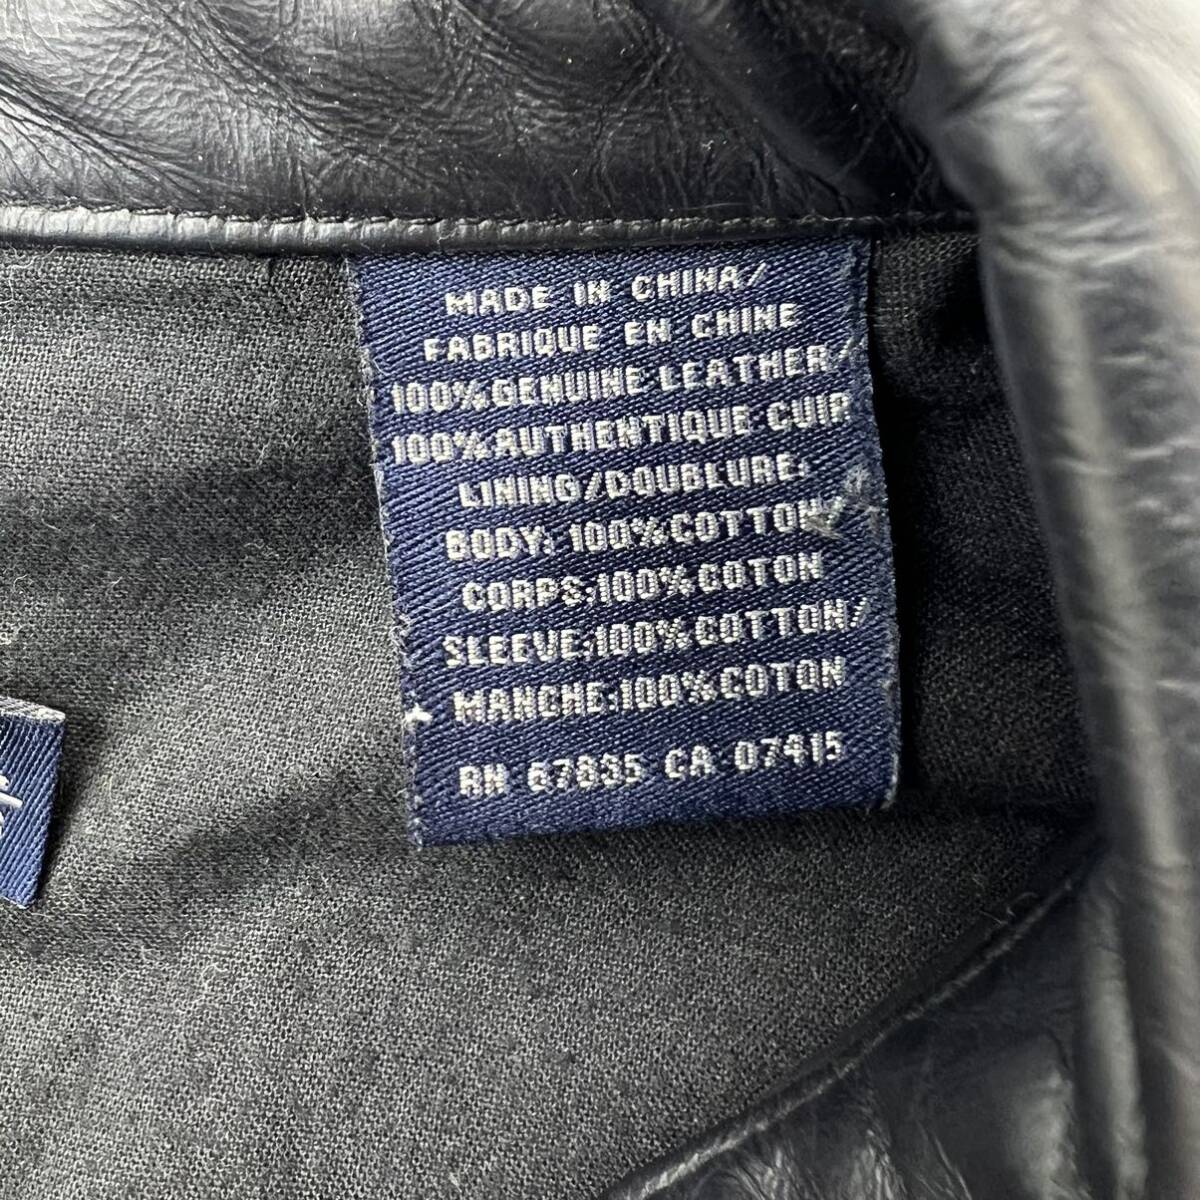 MADE IN CHINA/
FABRIQUE EN CHINE
100% GENUINE LEATHER/
100% AUTHENTIQUE CUIR
LINING/DOUBLURE:
BODY: 100% COTTON/
CORPS: 100% COTON
SLEEVE: 100% COTTON/
MANCHE: 100% COTON
RN 67835 CA 07415